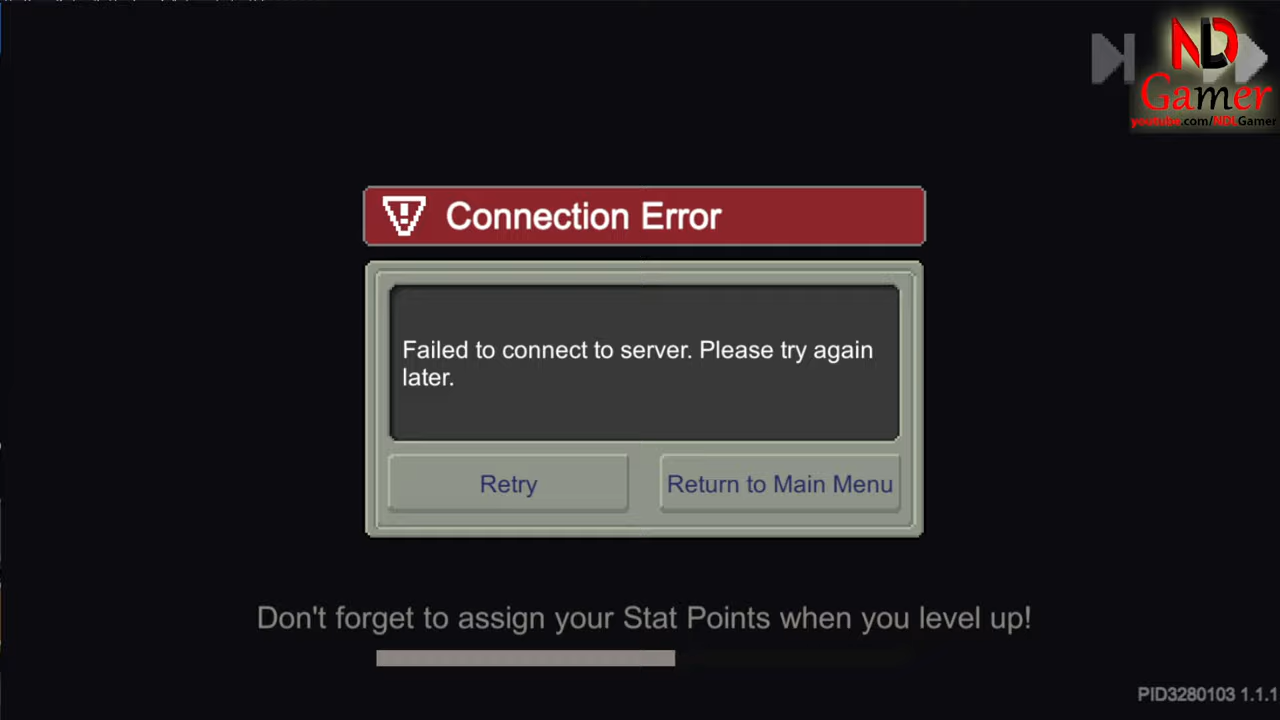 ND
Gamer
youtube.com/NDLGamer
Connection Error
Failed to connect to server. Please try again
later.
Retry
Return to Main Menu
Don't forget to assign your Stat Points when you level up!
PID3280103 1.1.1